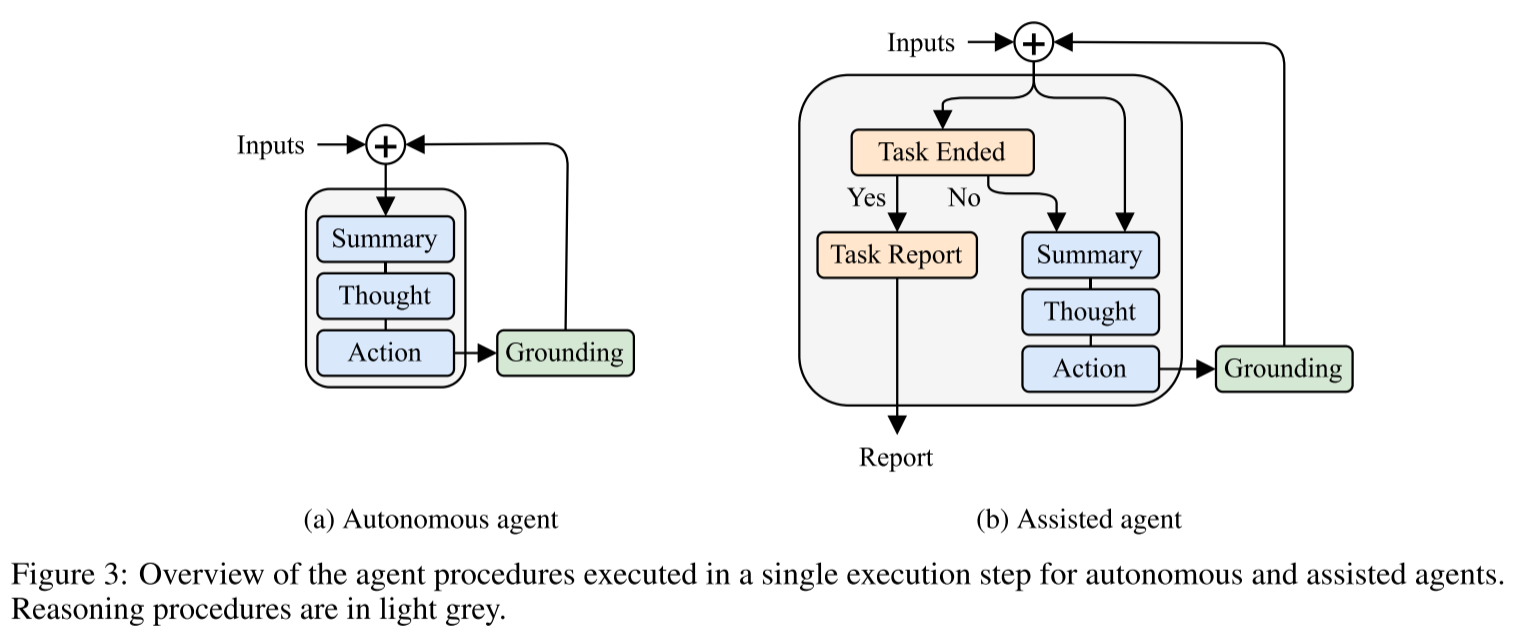 Inputs
+
Summary
Thought
Action
Grounding
(a) Autonomous agent
Inputs
+
Task Ended
Yes
No
Task Report
Summary
Thought
Action
Grounding
Report
(b) Assisted agent
Figure 3: Overview of the agent procedures executed in a single execution step for autonomous and assisted agents.
Reasoning procedures are in light grey.